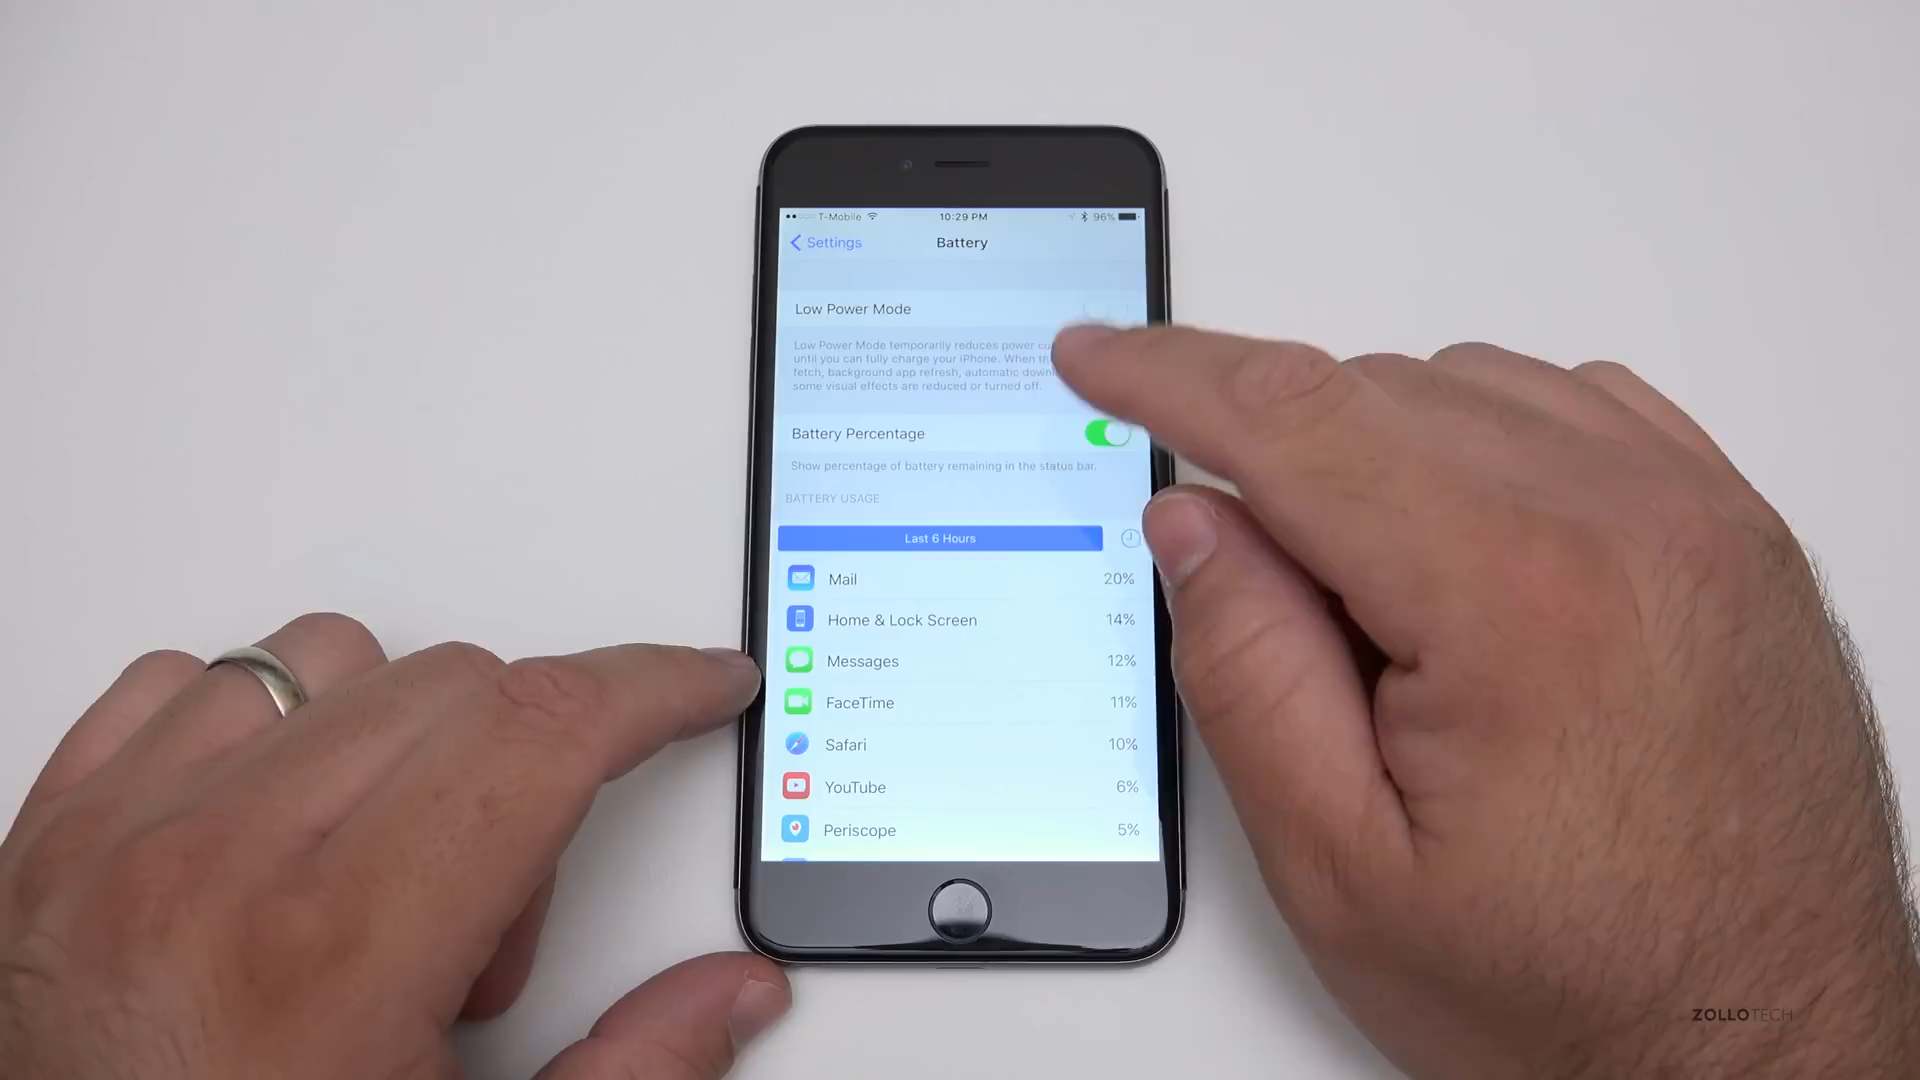 T-Mobile 10:29 PM 96%
Settings Battery
Low Power Mode
Low Power Mode temporarily reduces power
until you can fully charge your iPhone. When
fetch, background app refresh, automatic
some visual effects are reduced or turned off.
Battery Percentage
Show percentage of battery remaining in the status bar.
BATTERY USAGE
Last 6 Hours
Mail 20%
Home & Lock Screen 14%
Messages 12%
FaceTime 11%
Safari 10%
YouTube 6%
Periscope 5%
ZOLLOTECH